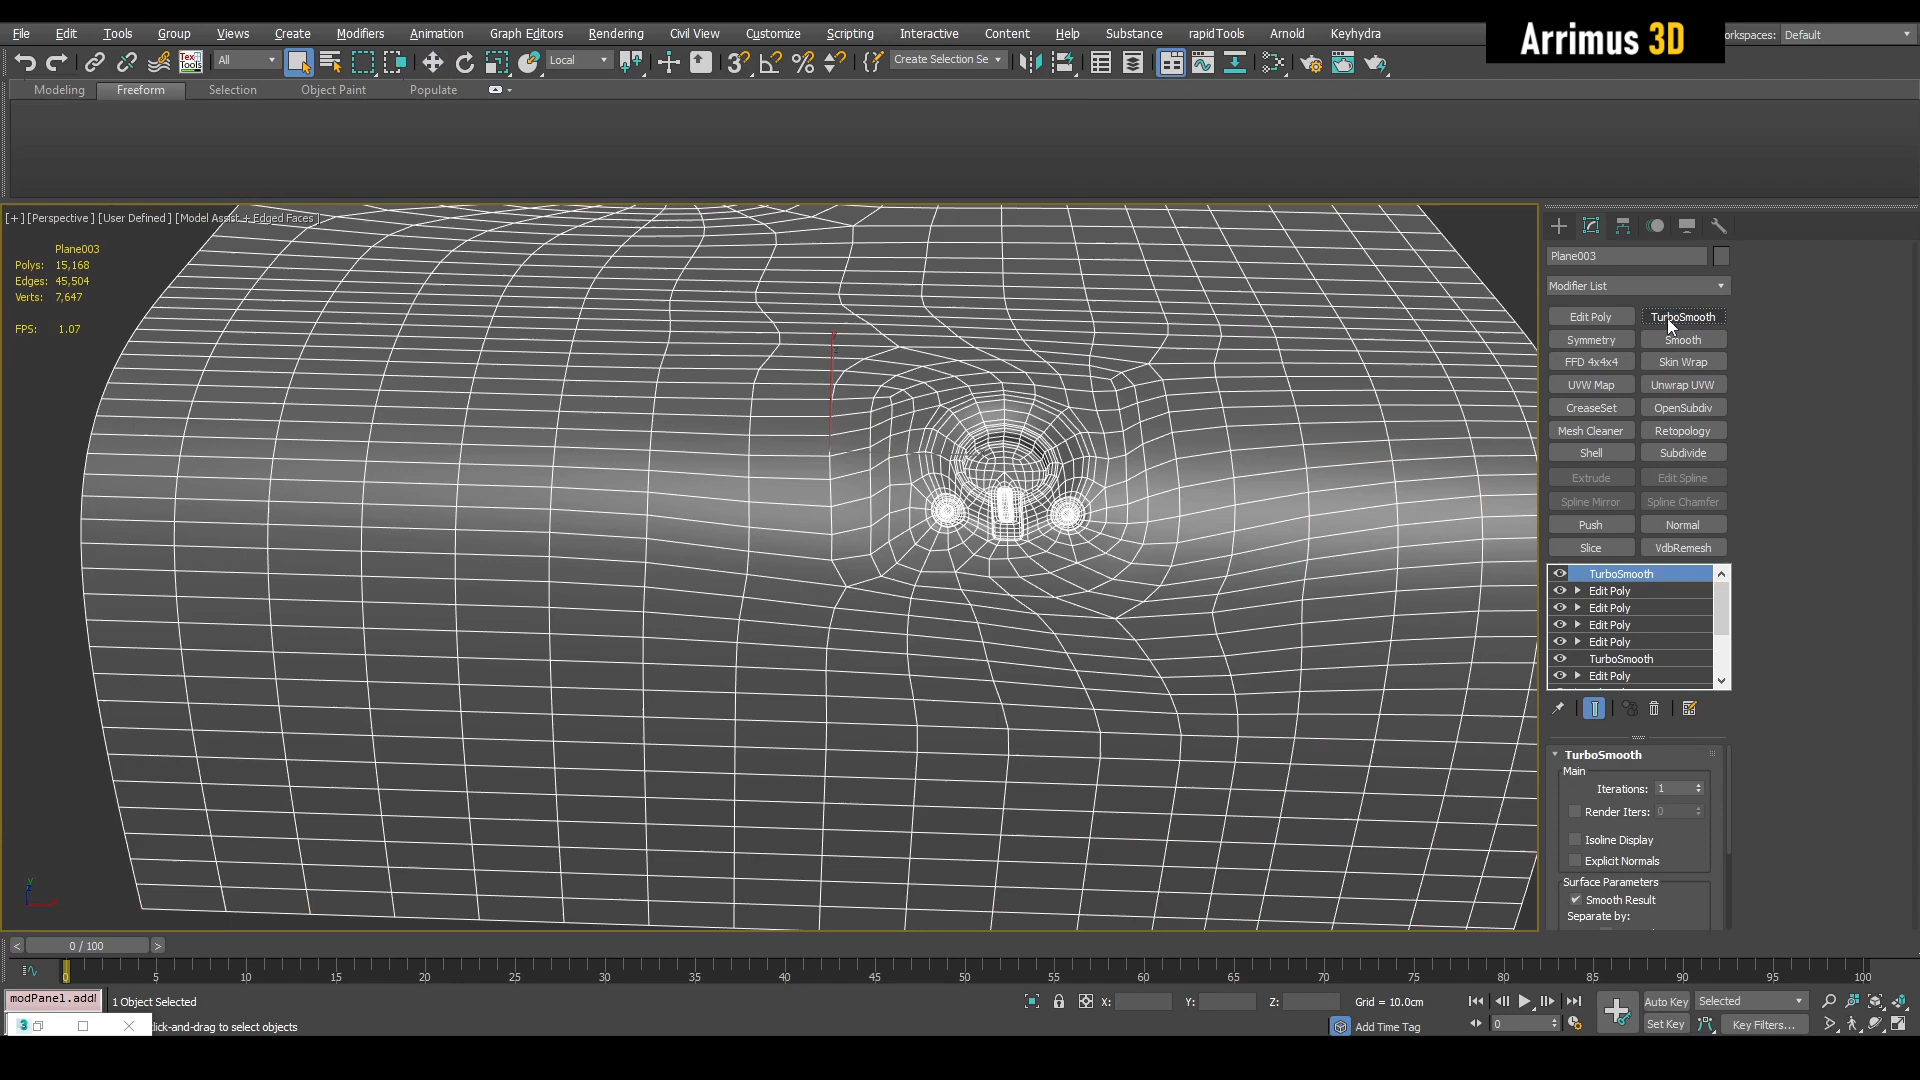 File Edit Tools Group Views Create Modifiers Animation Graph Editors Rendering Civil View Customize Scripting Interactive Content Help Substance rapidTools Arnold Keyhydra
Arrimus 3D
orkspaces: Default
Tex Tools
All
Local
Create Selection Se
Modeling Freeform Selection Object Paint Populate
[+] [Perspective ] [User Defined ] [Model Assist + Edged Faces ]
Plane003
Polys: 15,168
Edges: 45,504
Verts: 7,647
FPS: 1.07
Plane003
Modifier List
Edit Poly TurboSmooth
Symmetry Smooth
FFD 4x4x4 Skin Wrap
UVW Map Unwrap UVW
CreaseSet OpenSubdiv
Mesh Cleaner Retopology
Shell Subdivide
Extrude Edit Spline
Spline Mirror Spline Chamfer
Push Normal
Slice VdbRemesh
TurboSmooth
Edit Poly
Edit Poly
Edit Poly
Edit Poly
TurboSmooth
Edit Poly
TurboSmooth
Main
Iterations: 1
Render Iters: 0
Isoline Display
Explicit Normals
Surface Parameters
Smooth Result
Separate by:
0 / 100
0 5 10 15 20 25 30 35 40 45 50 55 60 65 70 75 80 85 90 95 100
modPanel.addl
1 Object Selected
X: Y: Z: Grid = 10.0cm
Auto Key Selected
click-and-drag to select objects
Add Time Tag
0
Set Key Key Filters...